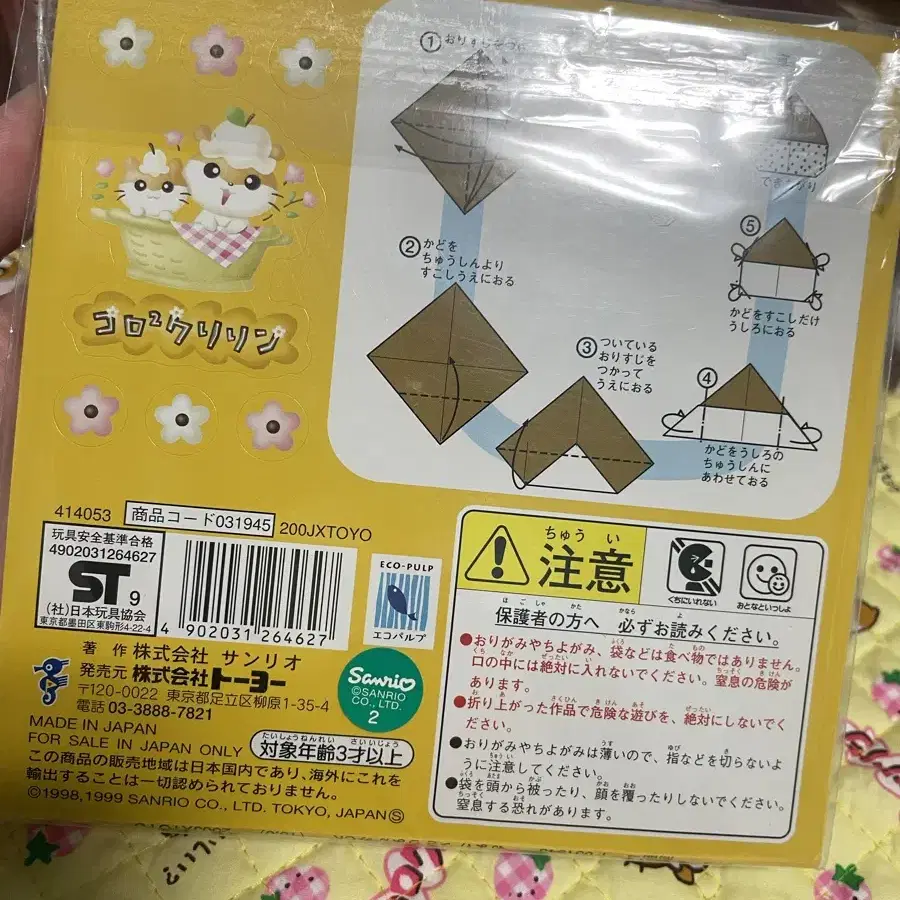 ① おりすじをつけ
② かどを
ちゅうしんより
すこしうえにおる
③ ついている
おりすじを
つかって
うえにおる
④ かどをうしろの
ちゅうしんに
あわせておる
⑤ かどをすこしだけ
うしろにおる
できあがり
コロコロクリリン
414053 商品コード031945 200JXTOYO
玩具安全基準合格
4902031264627
ST 9
(社)日本玩具協会
東京都墨田区東駒形4-22-4
4 902031 264627
ECO-PULP
エコパルプ
著作 株式会社 サンリオ
発売元 株式会社トーヨー
〒120-0022 東京都足立区柳原1-35-4
電話 03-3888-7821
MADE IN JAPAN
FOR SALE IN JAPAN ONLY
たいしょうねんれい さいいじょう
対象年齢3才以上
この商品の販売地域は日本国内であり、海外にこれを
輸出することは一切認められておりません。
©1998,1999 SANRIO CO., LTD. TOKYO, JAPAN Ⓢ
Sanrio
©SANRIO
CO., LTD.
2
ちゅうい
注意
くちにいれない
おとなといっしょ
保護者の方へ 必ずお読みください。
●おりがみやちよがみ、袋などは食べ物ではありません。
口の中には絶対に入れないでください。窒息の危険が
あります。
●折り上がった作品で危険な遊びを、絶対にしないでく
ださい。
●おりがみやちよがみは薄いので、指などを切らないよ
うに注意してください。
●袋を頭から被ったり、顔を覆ったりしないでください。
窒息する恐れがあります。